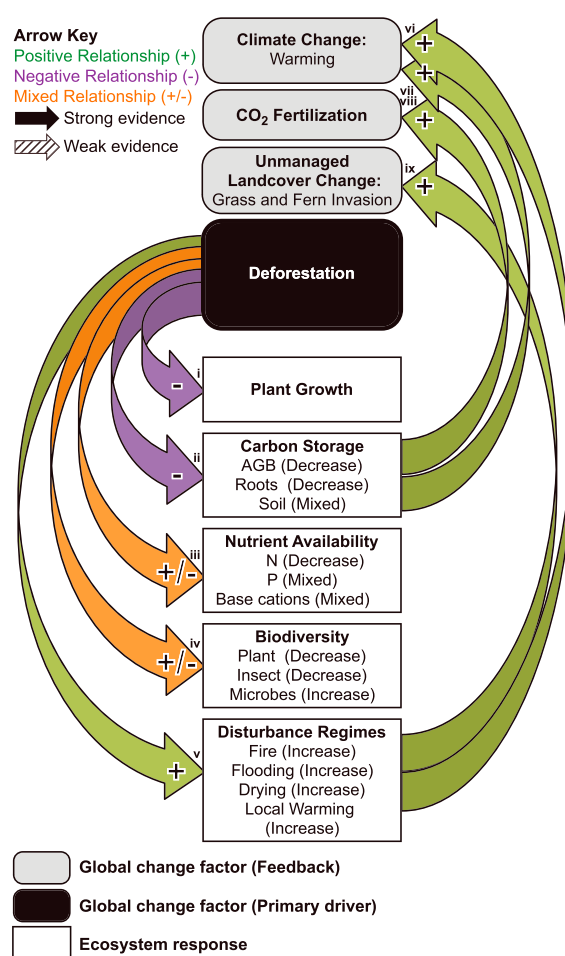 Arrow Key
Positive Relationship (+)
Negative Relationship (-)
Mixed Relationship (+/-)
Strong evidence
Weak evidence
Climate Change:
Warming
vi
+
+
vii
viii
CO₂ Fertilization
+
Unmanaged
Landcover Change:
Grass and Fern Invasion
ix
+
Deforestation
i
-
Plant Growth
ii
-
Carbon Storage
AGB (Decrease)
Roots (Decrease)
Soil (Mixed)
iii
+/-
Nutrient Availability
N (Decrease)
P (Mixed)
Base cations (Mixed)
iv
+/-
Biodiversity
Plant (Decrease)
Insect (Decrease)
Microbes (Increase)
v
+
Disturbance Regimes
Fire (Increase)
Flooding (Increase)
Drying (Increase)
Local Warming
(Increase)
Global change factor (Feedback)
Global change factor (Primary driver)
Ecosystem response